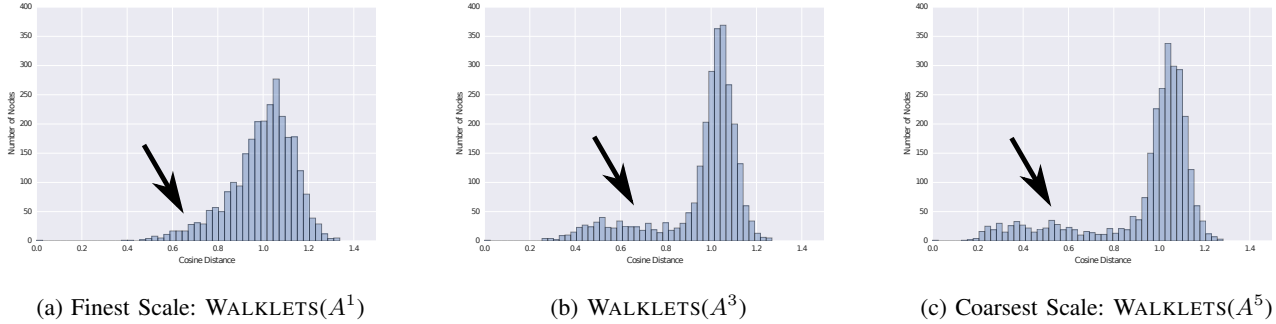 400
350
300
250
200
150
100
50
0
Number of Nodes
0.0 0.2 0.4 0.6 0.8 1.0 1.2 1.4
Cosine Distance
(a) Finest Scale: WALKLETS(A^1)
400
350
300
250
200
150
100
50
0
Number of Nodes
0.0 0.2 0.4 0.6 0.8 1.0 1.2 1.4
Cosine Distance
(b) WALKLETS(A^3)
400
350
300
250
200
150
100
50
0
Number of Nodes
0.0 0.2 0.4 0.6 0.8 1.0 1.2 1.4
Cosine Distance
(c) Coarsest Scale: WALKLETS(A^5)